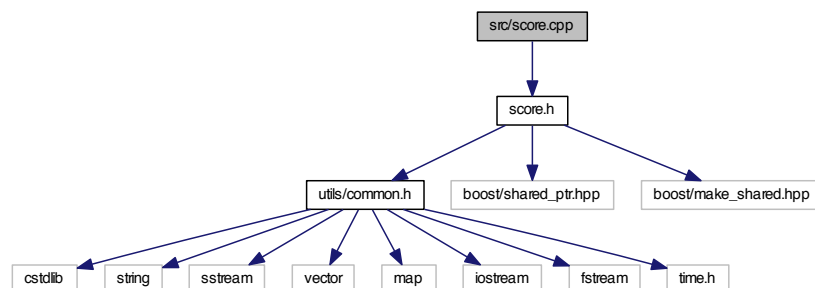 src/score.cpp
score.h
utils/common.h boost/shared_ptr.hpp boost/make_shared.hpp
cstdlib string sstream vector map iostream fstream time.h